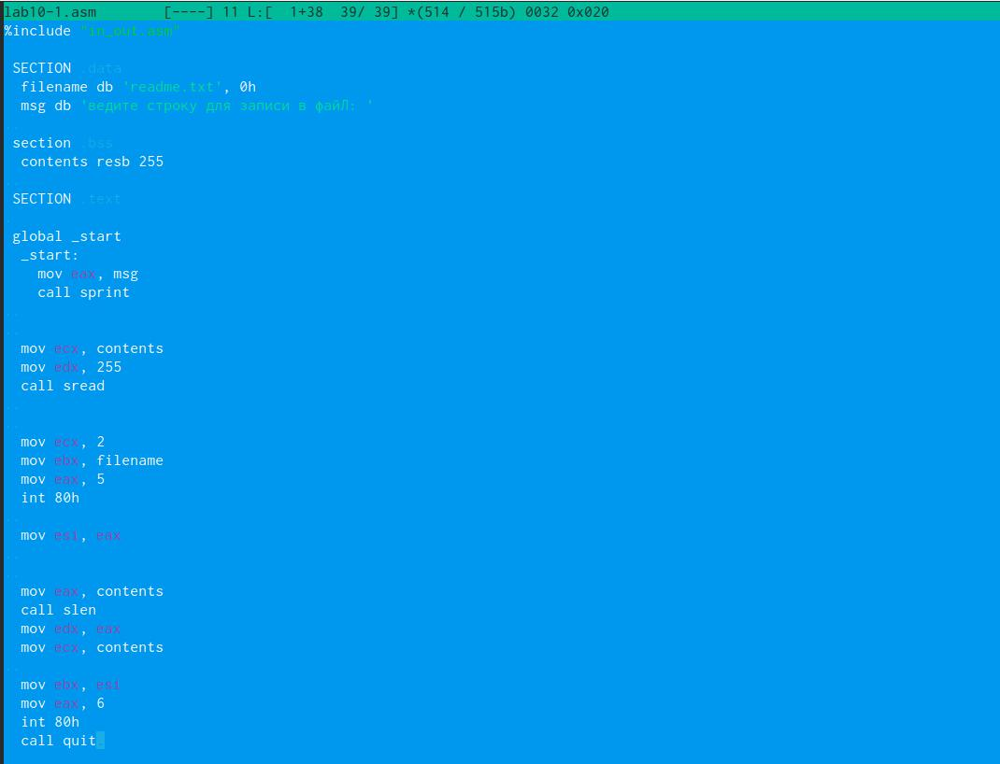 lab10-1.asm [----] 11 L:[ 1+38 39/ 39] *(514 / 515b) 0032 0x020
%include "in_out.asm"
SECTION .data
filename db 'readme.txt', 0h
msg db 'ведите строку для записи в файЛ: '
section .bss
contents resb 255
SECTION .text
global _start
_start:
mov eax, msg
call sprint
mov ecx, contents
mov edx, 255
call sread
mov ecx, 2
mov ebx, filename
mov eax, 5
int 80h
mov esi, eax
mov eax, contents
call slen
mov edx, eax
mov ecx, contents
mov ebx, esi
mov eax, 6
int 80h
call quit